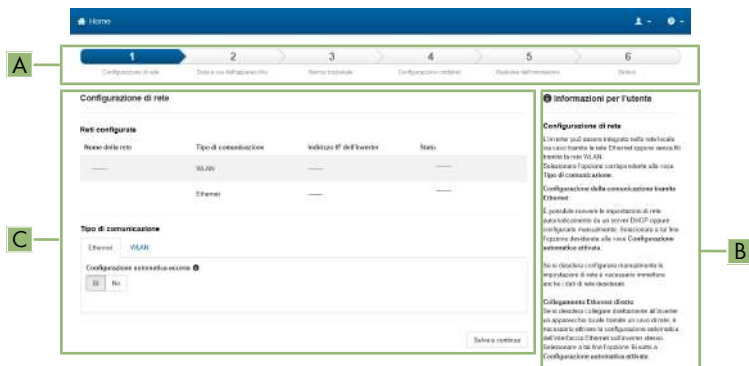 Home
A
1
2
3
4
5
6
Configurazione di rete
Data e ora dell'apparecchio
Norma nazionale
Configurazione contatori
Gestione dell'immissione
Sintesi
Configurazione di rete
Reti configurate
Nome della rete
Tipo di comunicazione
Indirizzo IP dell'inverter
Stato
WLAN
Ethernet
C
Tipo di comunicazione
Ethernet
WLAN
Configurazione automatica accesa
Sì
No
Salva e continua
Informazioni per l'utente
Configurazione di rete
L'inverter può essere integrato nella rete locale
via cavo tramite la rete Ethernet oppure senza fili
tramite la rete WLAN.
Selezionare l'opzione corrispondente alla voce
Tipo di comunicazione.
Configurazione della comunicazione tramite
Ethernet
È possibile ricevere le impostazioni di rete
automaticamente da un server DHCP oppure
configurarle manualmente. Selezionare a tal fine
l'opzione desiderata alla voce Configurazione
automatica attivata.
Se si desidera configurare manualmente le
impostazioni di rete è necessario immettere
anche i dati di rete desiderati.
Collegamento Ethernet diretto
Se si desidera collegare direttamente all'inverter
un apparecchio locale tramite un cavo di rete, è
necessario attivare la configurazione automatica
dell'interfaccia Ethernet sull'inverter stesso.
Selezionare a tal fine l'opzione Sì sotto a
Configurazione automatica attivata.
B